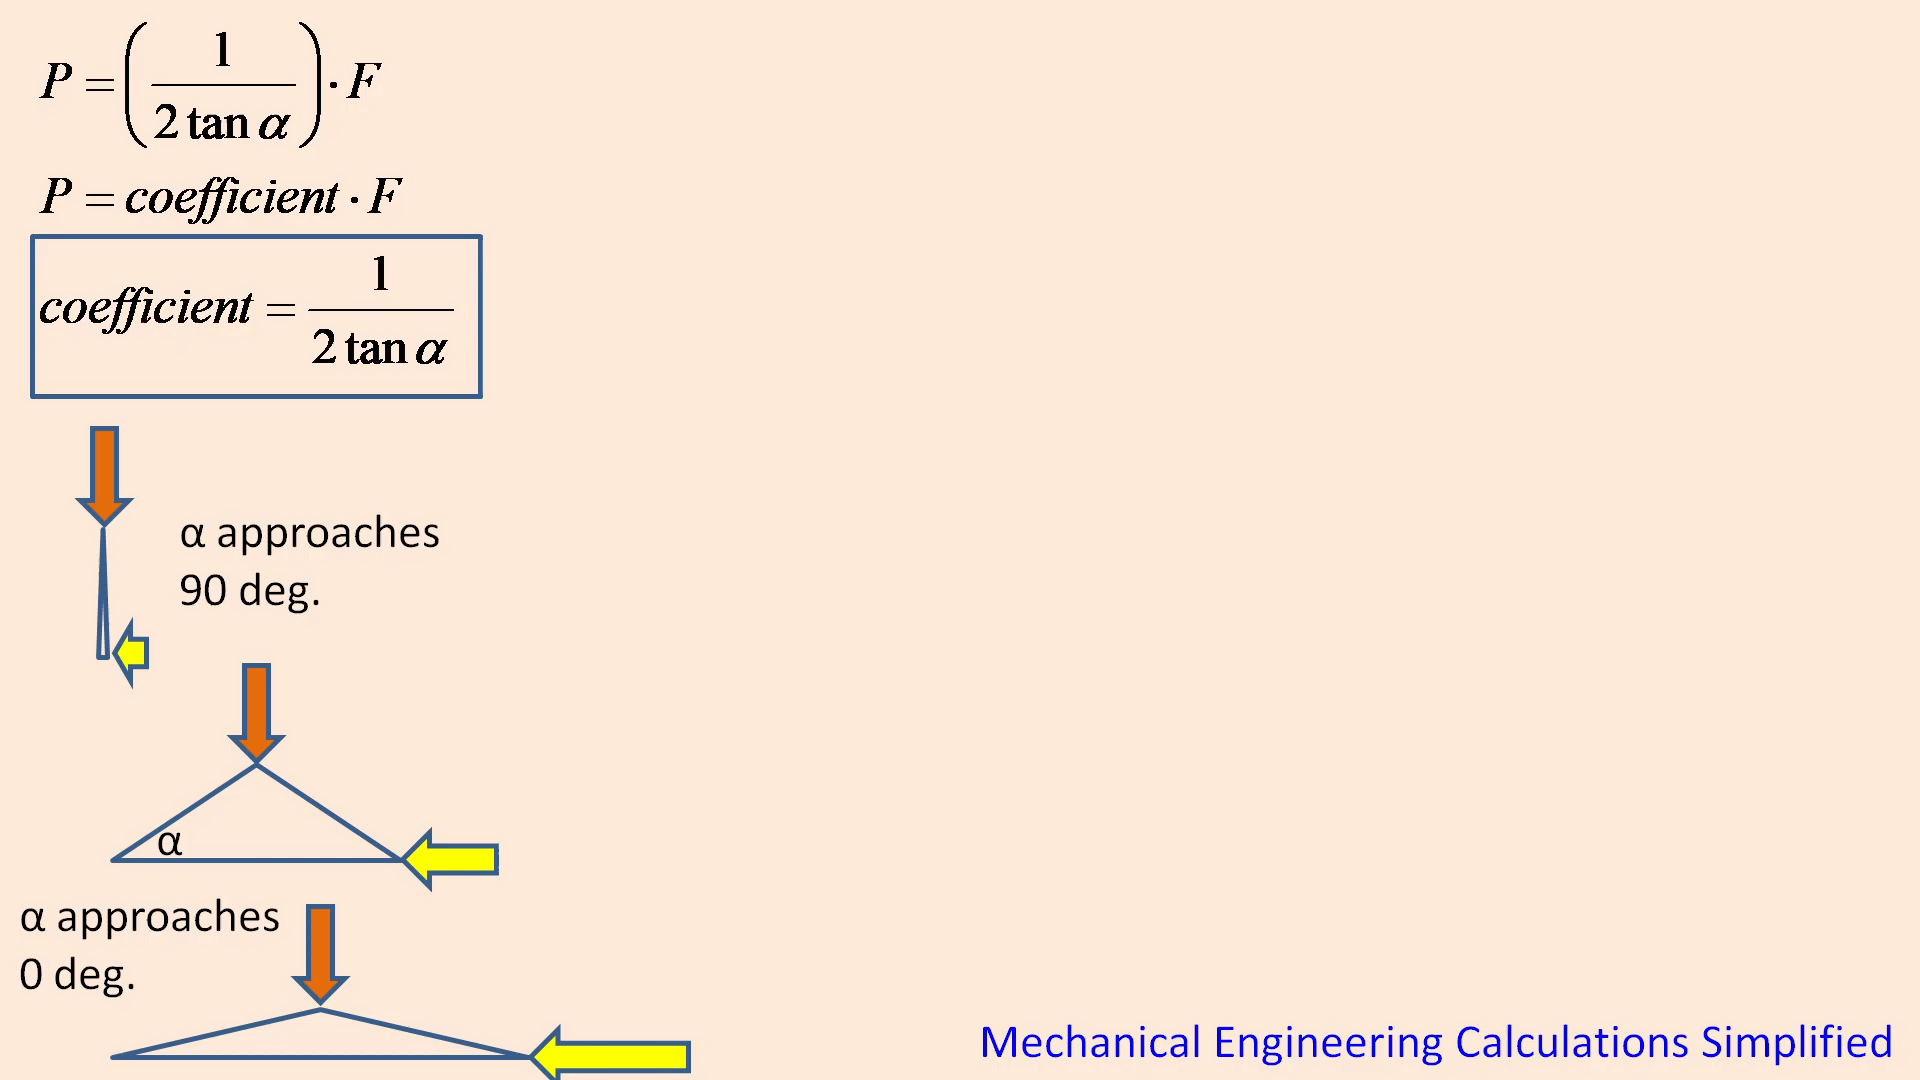 P = (1 / (2 tan α)) · F
P = coefficient · F
coefficient = 1 / (2 tan α)
α approaches
90 deg.
α
α approaches
0 deg.
Mechanical Engineering Calculations Simplified